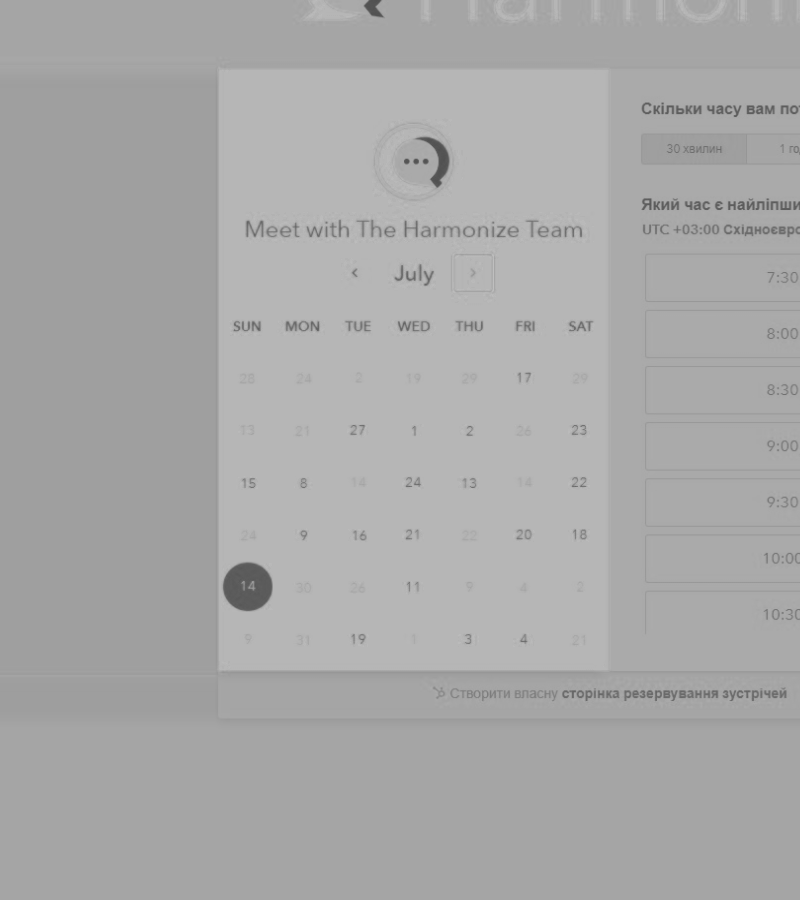 Harmoni
Meet with The Harmonize Team
July
SUN MON TUE WED THU FRI SAT
28 24 2 19 29 17 29
13 21 27 1 2 26 23
15 8 14 24 13 14 22
24 9 16 21 22 20 18
14 30 26 11 9 4 2
9 31 19 1 3 4 21
Скільки часу вам пот
30 хвилин 1 го
Який час є найліпши
UTC +03:00 Східноєвро
7:30
8:00
8:30
9:00
9:30
10:00
10:30
Створити власну сторінка резервування зустрічей